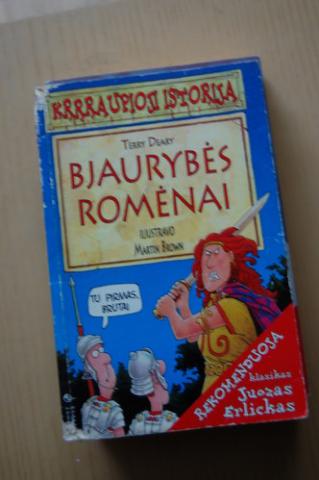 KRRRAUPIOJI ISTORIJA
TERRY DEARY
BJAURYBĖS
ROMĖNAI
ILIUSTRAVO
MARTIN BROWN
TU PIRMAS,
BRUTAI
REKOMENDUOJA
klasikas
Juozas
Erlickas